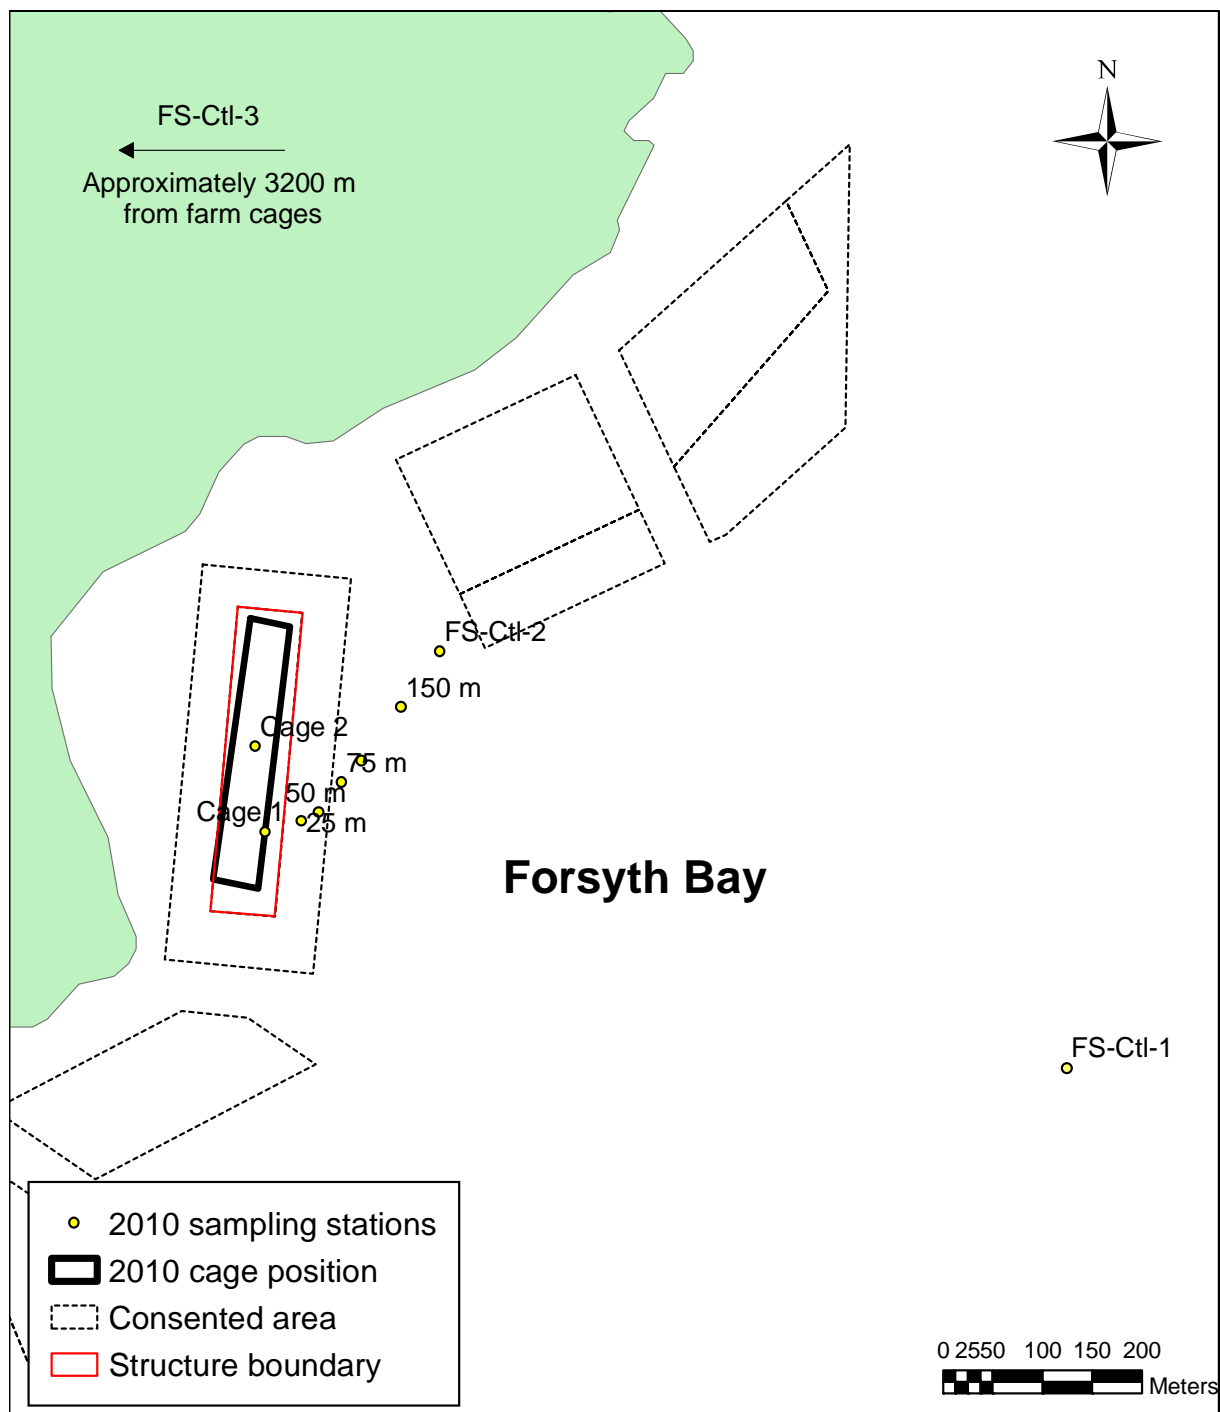 N
FS-Ctl-3
Approximately 3200 m
from farm cages
FS-Ctl-2
150 m
Cage 2
75 m
50 m
Cage 1
25 m
Forsyth Bay
FS-Ctl-1
2010 sampling stations
2010 cage position
Consented area
Structure boundary
0 25 50 100 150 200
Meters